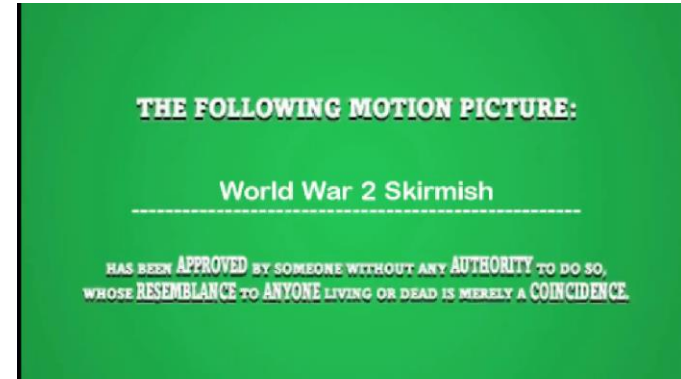 THE FOLLOWING MOTION PICTURE:
World War 2 Skirmish
HAS BEEN APPROVED BY SOMEONE WITHOUT ANY AUTHORITY TO DO SO,
WHOSE RESEMBLANCE TO ANYONE LIVING OR DEAD IS MERELY A COINCIDENCE.